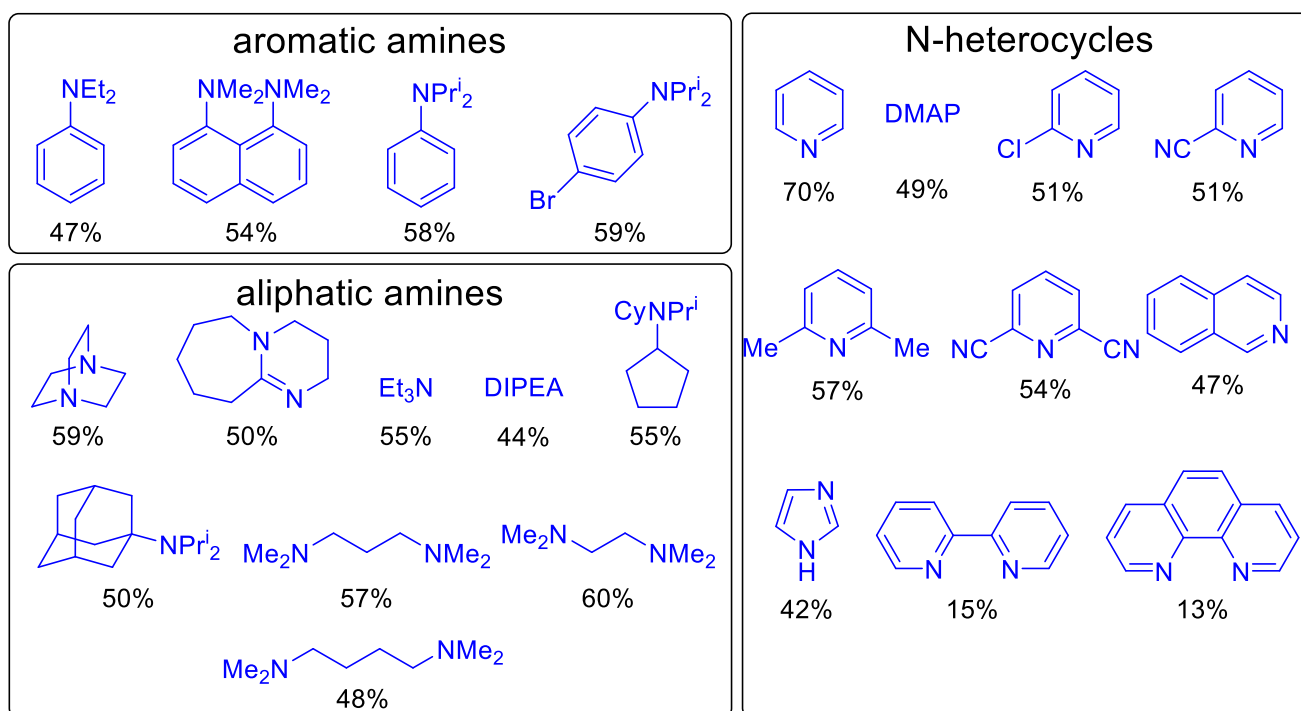 aromatic amines
NEt2
NMe2 NMe2
NPri2
NPri2
Br
47%
54%
58%
59%
aliphatic amines
N
N
59%
N
N
50%
Et3N
55%
DIPEA
44%
CyNPri
55%
NPri2
50%
Me2N
NMe2
57%
Me2N
NMe2
60%
Me2N
NMe2
48%
N-heterocycles
N
70%
DMAP
49%
Cl
N
51%
NC
N
51%
Me
N
Me
57%
NC
N
CN
54%
N
47%
N
N
H
42%
N
N
15%
N
N
13%